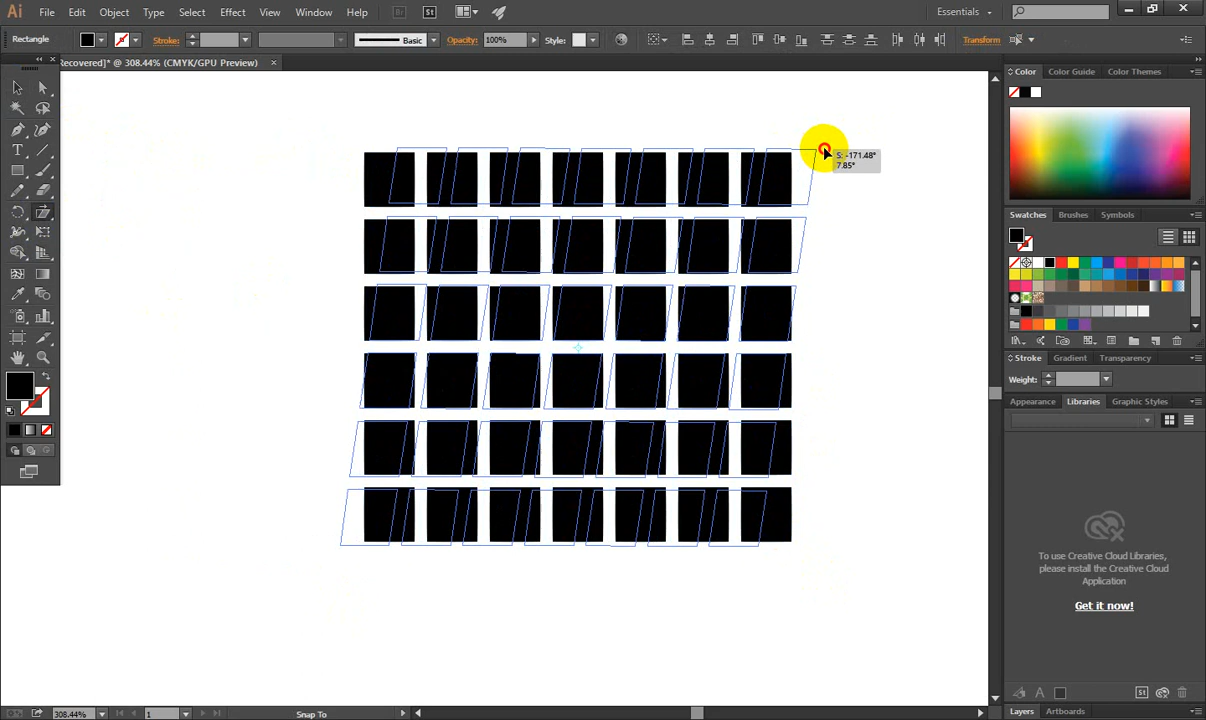 Ai
File Edit Object Type Select Effect View Window Help Br St Essentials
Rectangle Stroke: Basic Opacity: 100% Style: Transform
Recovered]* @ 308.44% (CMYK/GPU Preview) ×
Color Color Guide Color Themes
S: -171.48°
7.85°
Swatches Brushes Symbols
Stroke Gradient Transparency
Weight:
Appearance Libraries Graphic Styles
To use Creative Cloud Libraries,
please install the Creative Cloud
Application
Get it now!
St
308.44% 1 Snap To
Layers Artboards